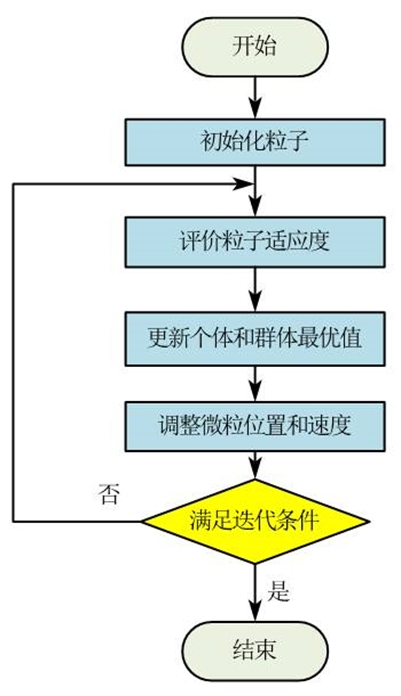 开始
初始化粒子
评价粒子适应度
更新个体和群体最优值
调整微粒位置和速度
否
满足迭代条件
是
结束